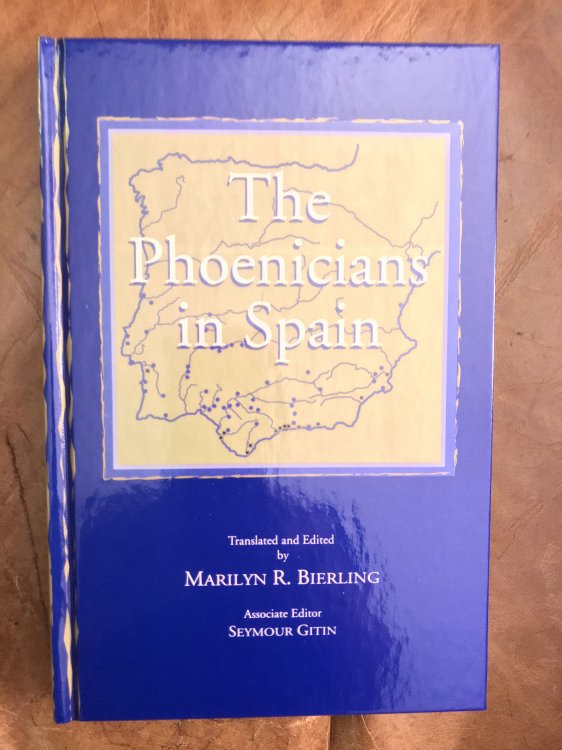 The
Phoenicians
in Spain
Translated and Edited
by
MARILYN R. BIERLING
Associate Editor
SEYMOUR GITIN